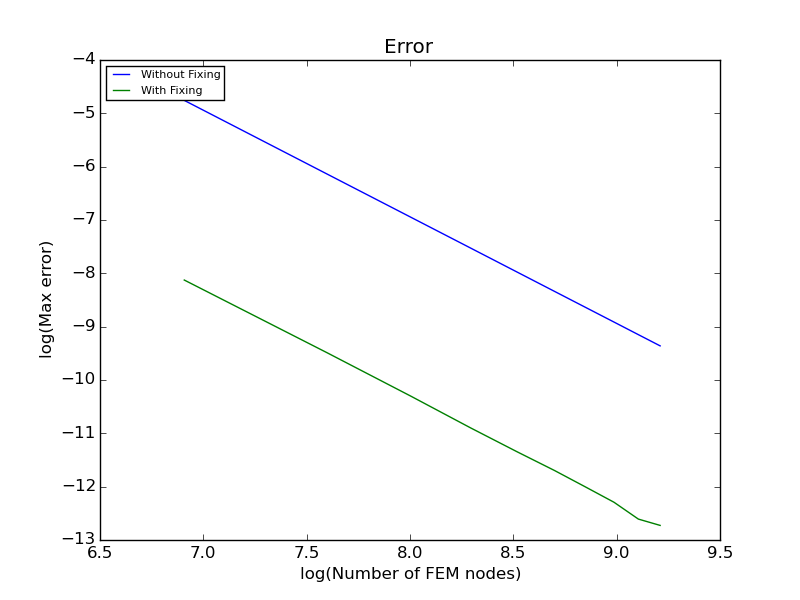 Error
−4
Without Fixing
With Fixing
−5
−6
−7
−8
−9
−10
−11
−12
−13
log(Max error)
6.5 7.0 7.5 8.0 8.5 9.0 9.5
log(Number of FEM nodes)